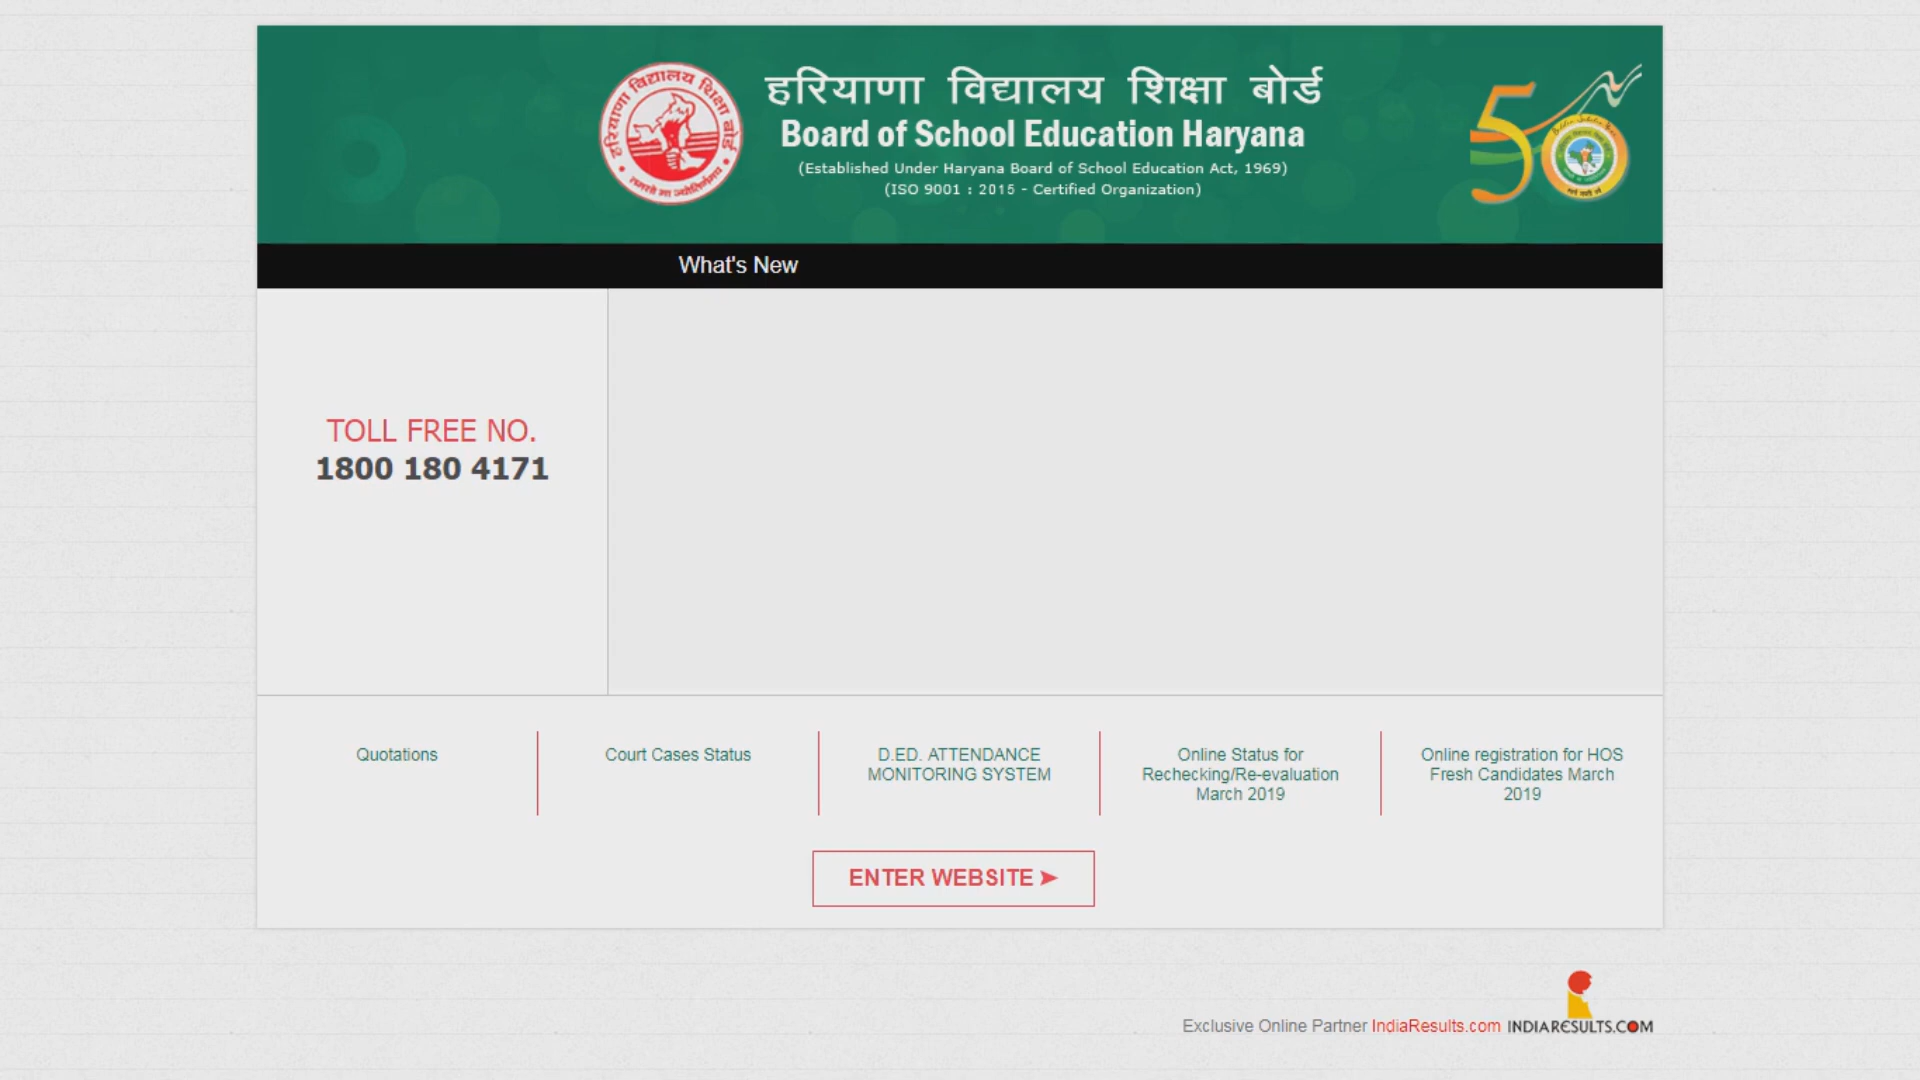 हरियाणा विद्यालय शिक्षा बोर्ड
हरियाणा विद्यालय शिक्षा बोर्ड
Board of School Education Haryana
(Established Under Haryana Board of School Education Act, 1969)
(ISO 9001 : 2015 - Certified Organization)
50
What's New
TOLL FREE NO.
1800 180 4171
Quotations
Court Cases Status
D.ED. ATTENDANCE
MONITORING SYSTEM
Online Status for
Rechecking/Re-evaluation
March 2019
Online registration for HOS
Fresh Candidates March
2019
ENTER WEBSITE ➤
Exclusive Online Partner IndiaResults.com INDIARESULTS.COM